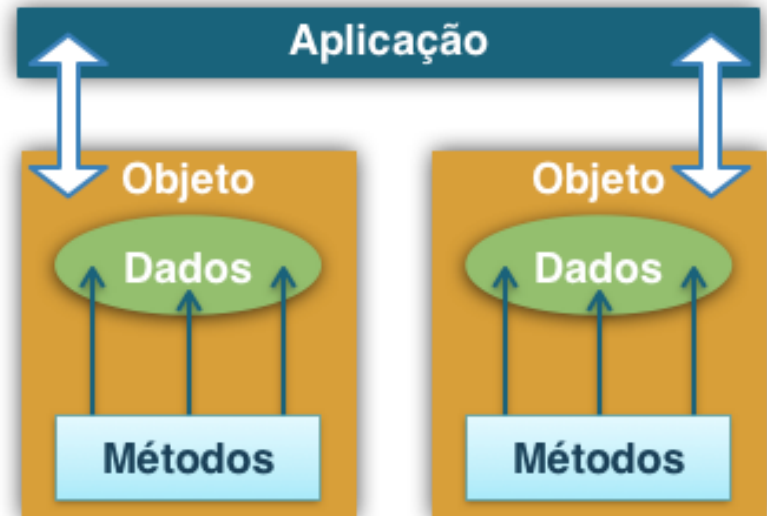 Aplicação
Objeto
Dados
Métodos
Objeto
Dados
Métodos